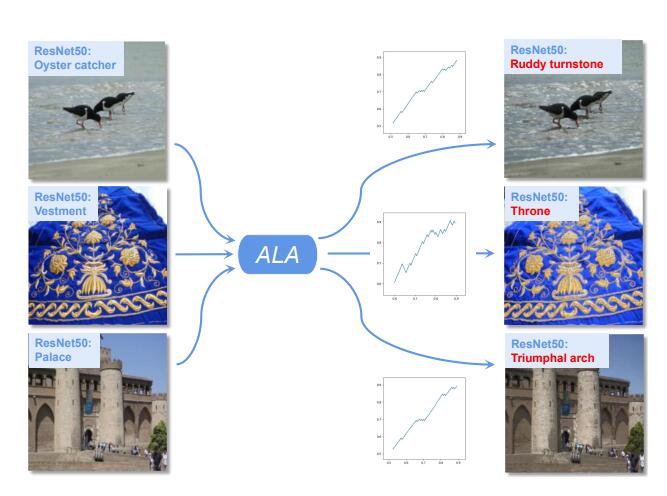 ResNet50:
Oyster catcher
ResNet50:
Ruddy turnstone
ResNet50:
Vestment
ALA
ResNet50:
Throne
ResNet50:
Palace
ResNet50:
Triumphal arch